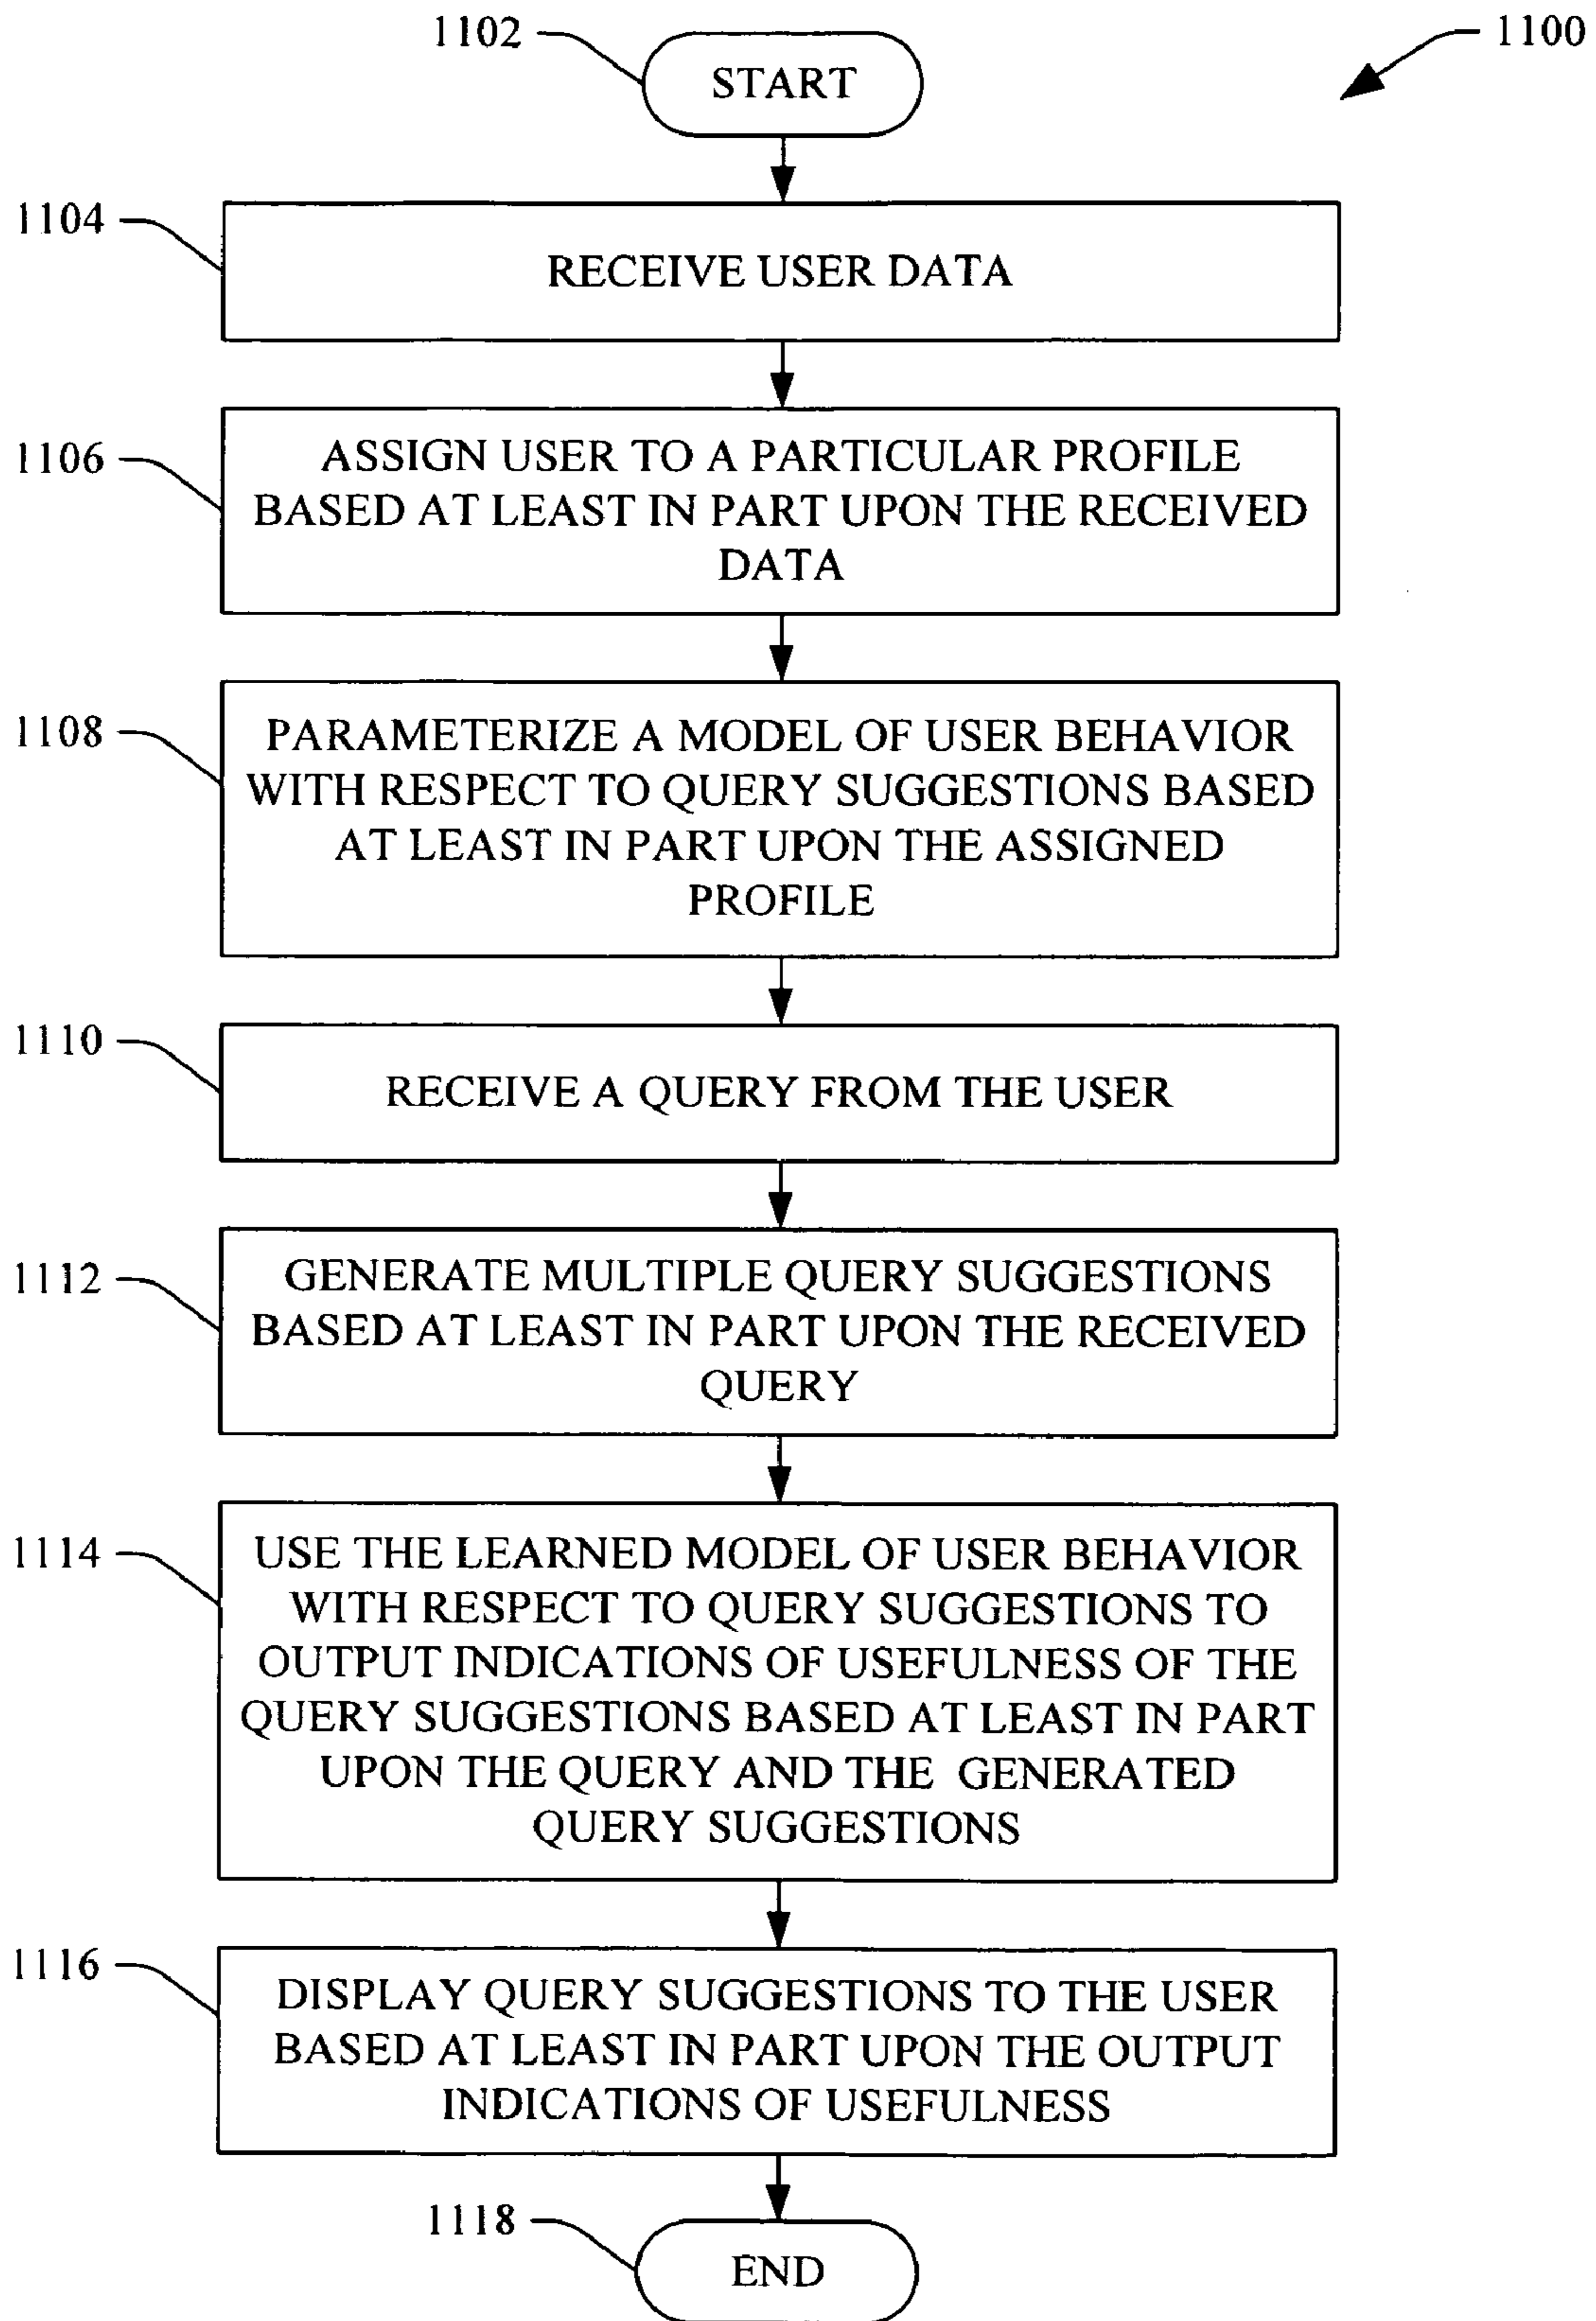 1102
1100
START
1104
RECEIVE USER DATA
1106
ASSIGN USER TO A PARTICULAR PROFILE
BASED AT LEAST IN PART UPON THE RECEIVED
DATA
1108
PARAMETERIZE A MODEL OF USER BEHAVIOR
WITH RESPECT TO QUERY SUGGESTIONS BASED
AT LEAST IN PART UPON THE ASSIGNED
PROFILE
1110
RECEIVE A QUERY FROM THE USER
1112
GENERATE MULTIPLE QUERY SUGGESTIONS
BASED AT LEAST IN PART UPON THE RECEIVED
QUERY
1114
USE THE LEARNED MODEL OF USER BEHAVIOR
WITH RESPECT TO QUERY SUGGESTIONS TO
OUTPUT INDICATIONS OF USEFULNESS OF THE
QUERY SUGGESTIONS BASED AT LEAST IN PART
UPON THE QUERY AND THE GENERATED
QUERY SUGGESTIONS
1116
DISPLAY QUERY SUGGESTIONS TO THE USER
BASED AT LEAST IN PART UPON THE OUTPUT
INDICATIONS OF USEFULNESS
1118
END